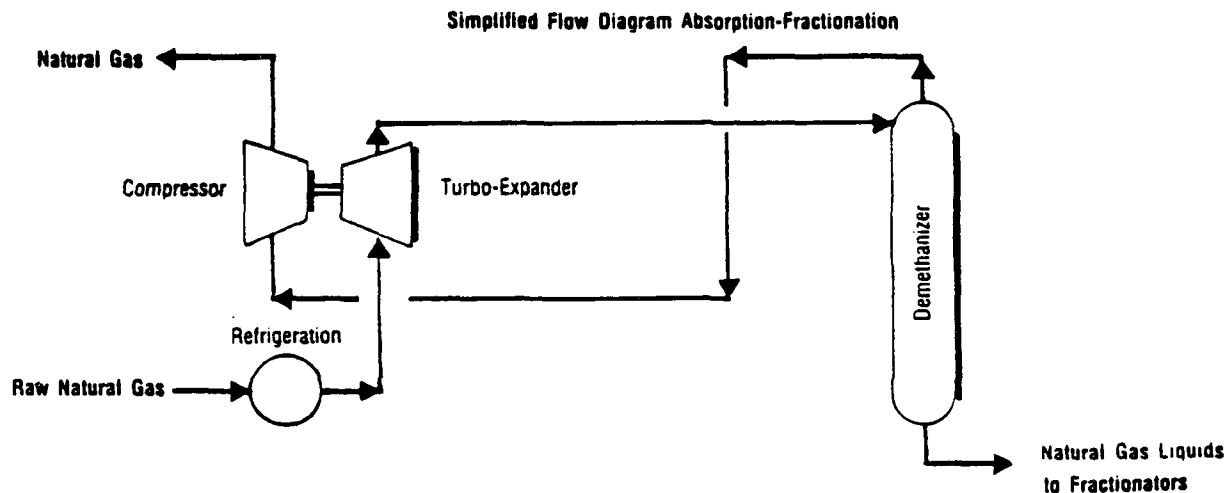 Simplified Flow Diagram Absorption-Fractionation
Natural Gas
Compressor
Turbo-Expander
Demethanizer
Refrigeration
Raw Natural Gas
Natural Gas Liquids
to Fractionators